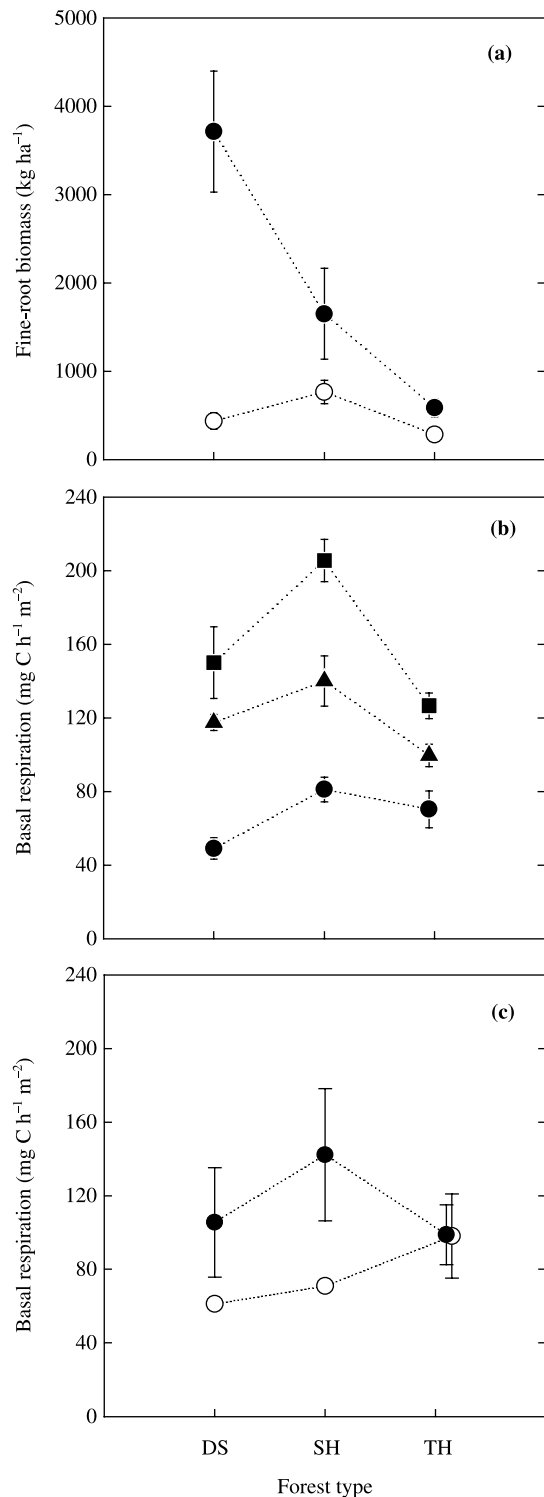 (a)
5000
4000
3000
2000
1000
0
Fine-root biomass (kg ha⁻¹)
(b)
240
200
160
120
80
40
0
Basal respiration (mg C h⁻¹ m⁻²)
(c)
240
200
160
120
80
40
0
Basal respiration (mg C h⁻¹ m⁻²)
DS SH TH
Forest type